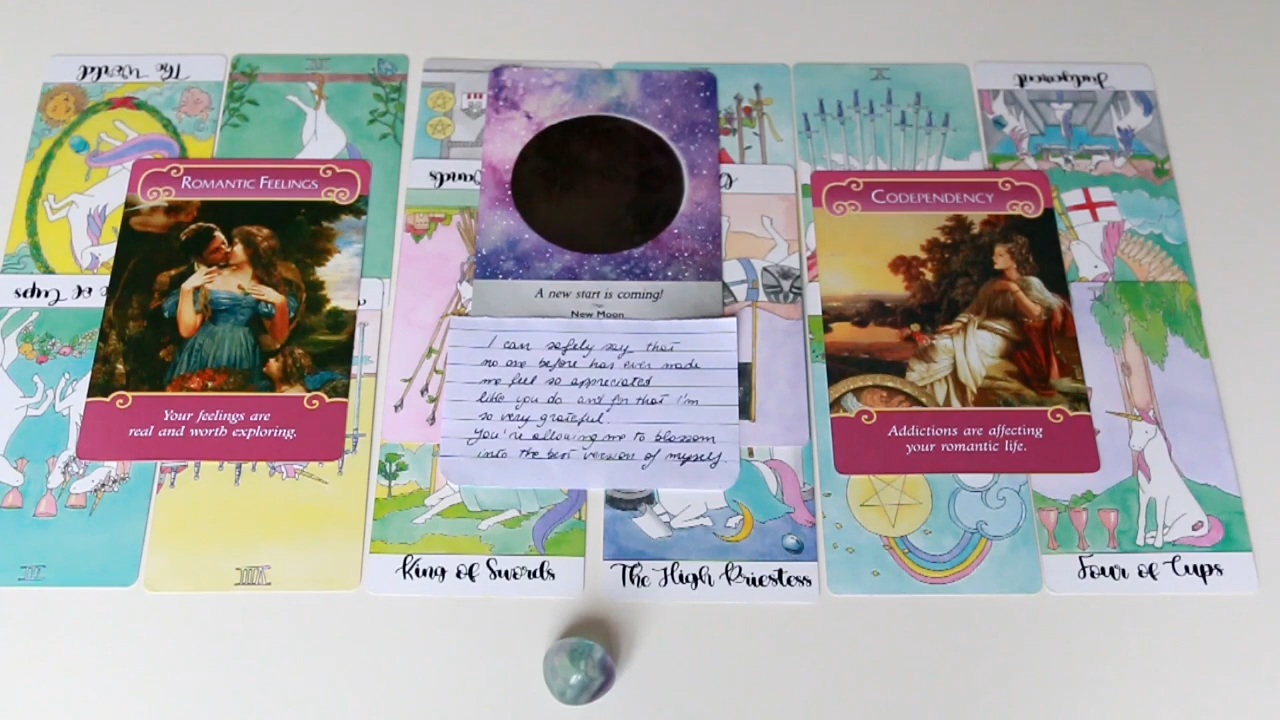 The World
III
X
Judgement
ROMANTIC FEELINGS
CODEPENDENCY
of Cups
A new start is coming!
New Moon
I can safely say that
no one before has ever made
me feel so appreciated
like you do and for that I'm
so very grateful.
You're allowing me to blossom
into the best version of myself.
Your feelings are
real and worth exploring.
Addictions are affecting
your romantic life.
VIII
King of Swords
The High Priestess
Four of Cups